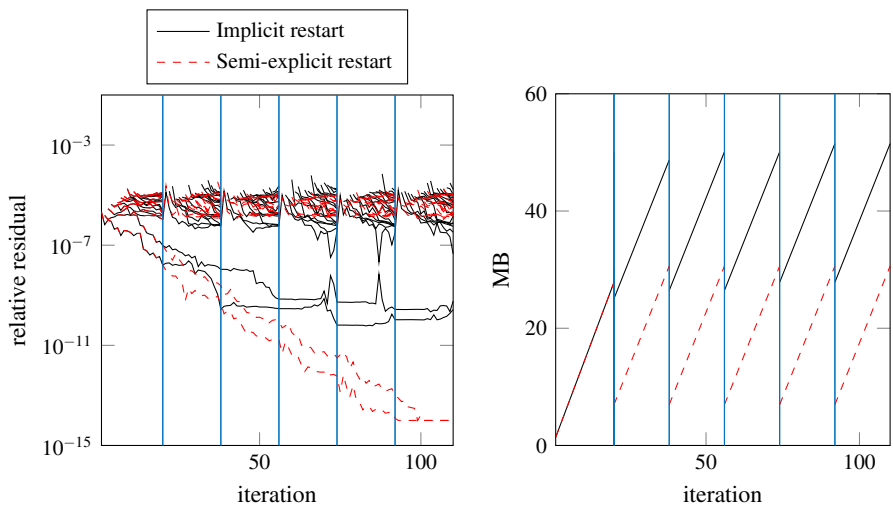 Implicit restart
Semi-explicit restart
relative residual
10⁻³
10⁻⁷
10⁻¹¹
10⁻¹⁵
50
100
iteration
MB
60
40
20
0
50
100
iteration